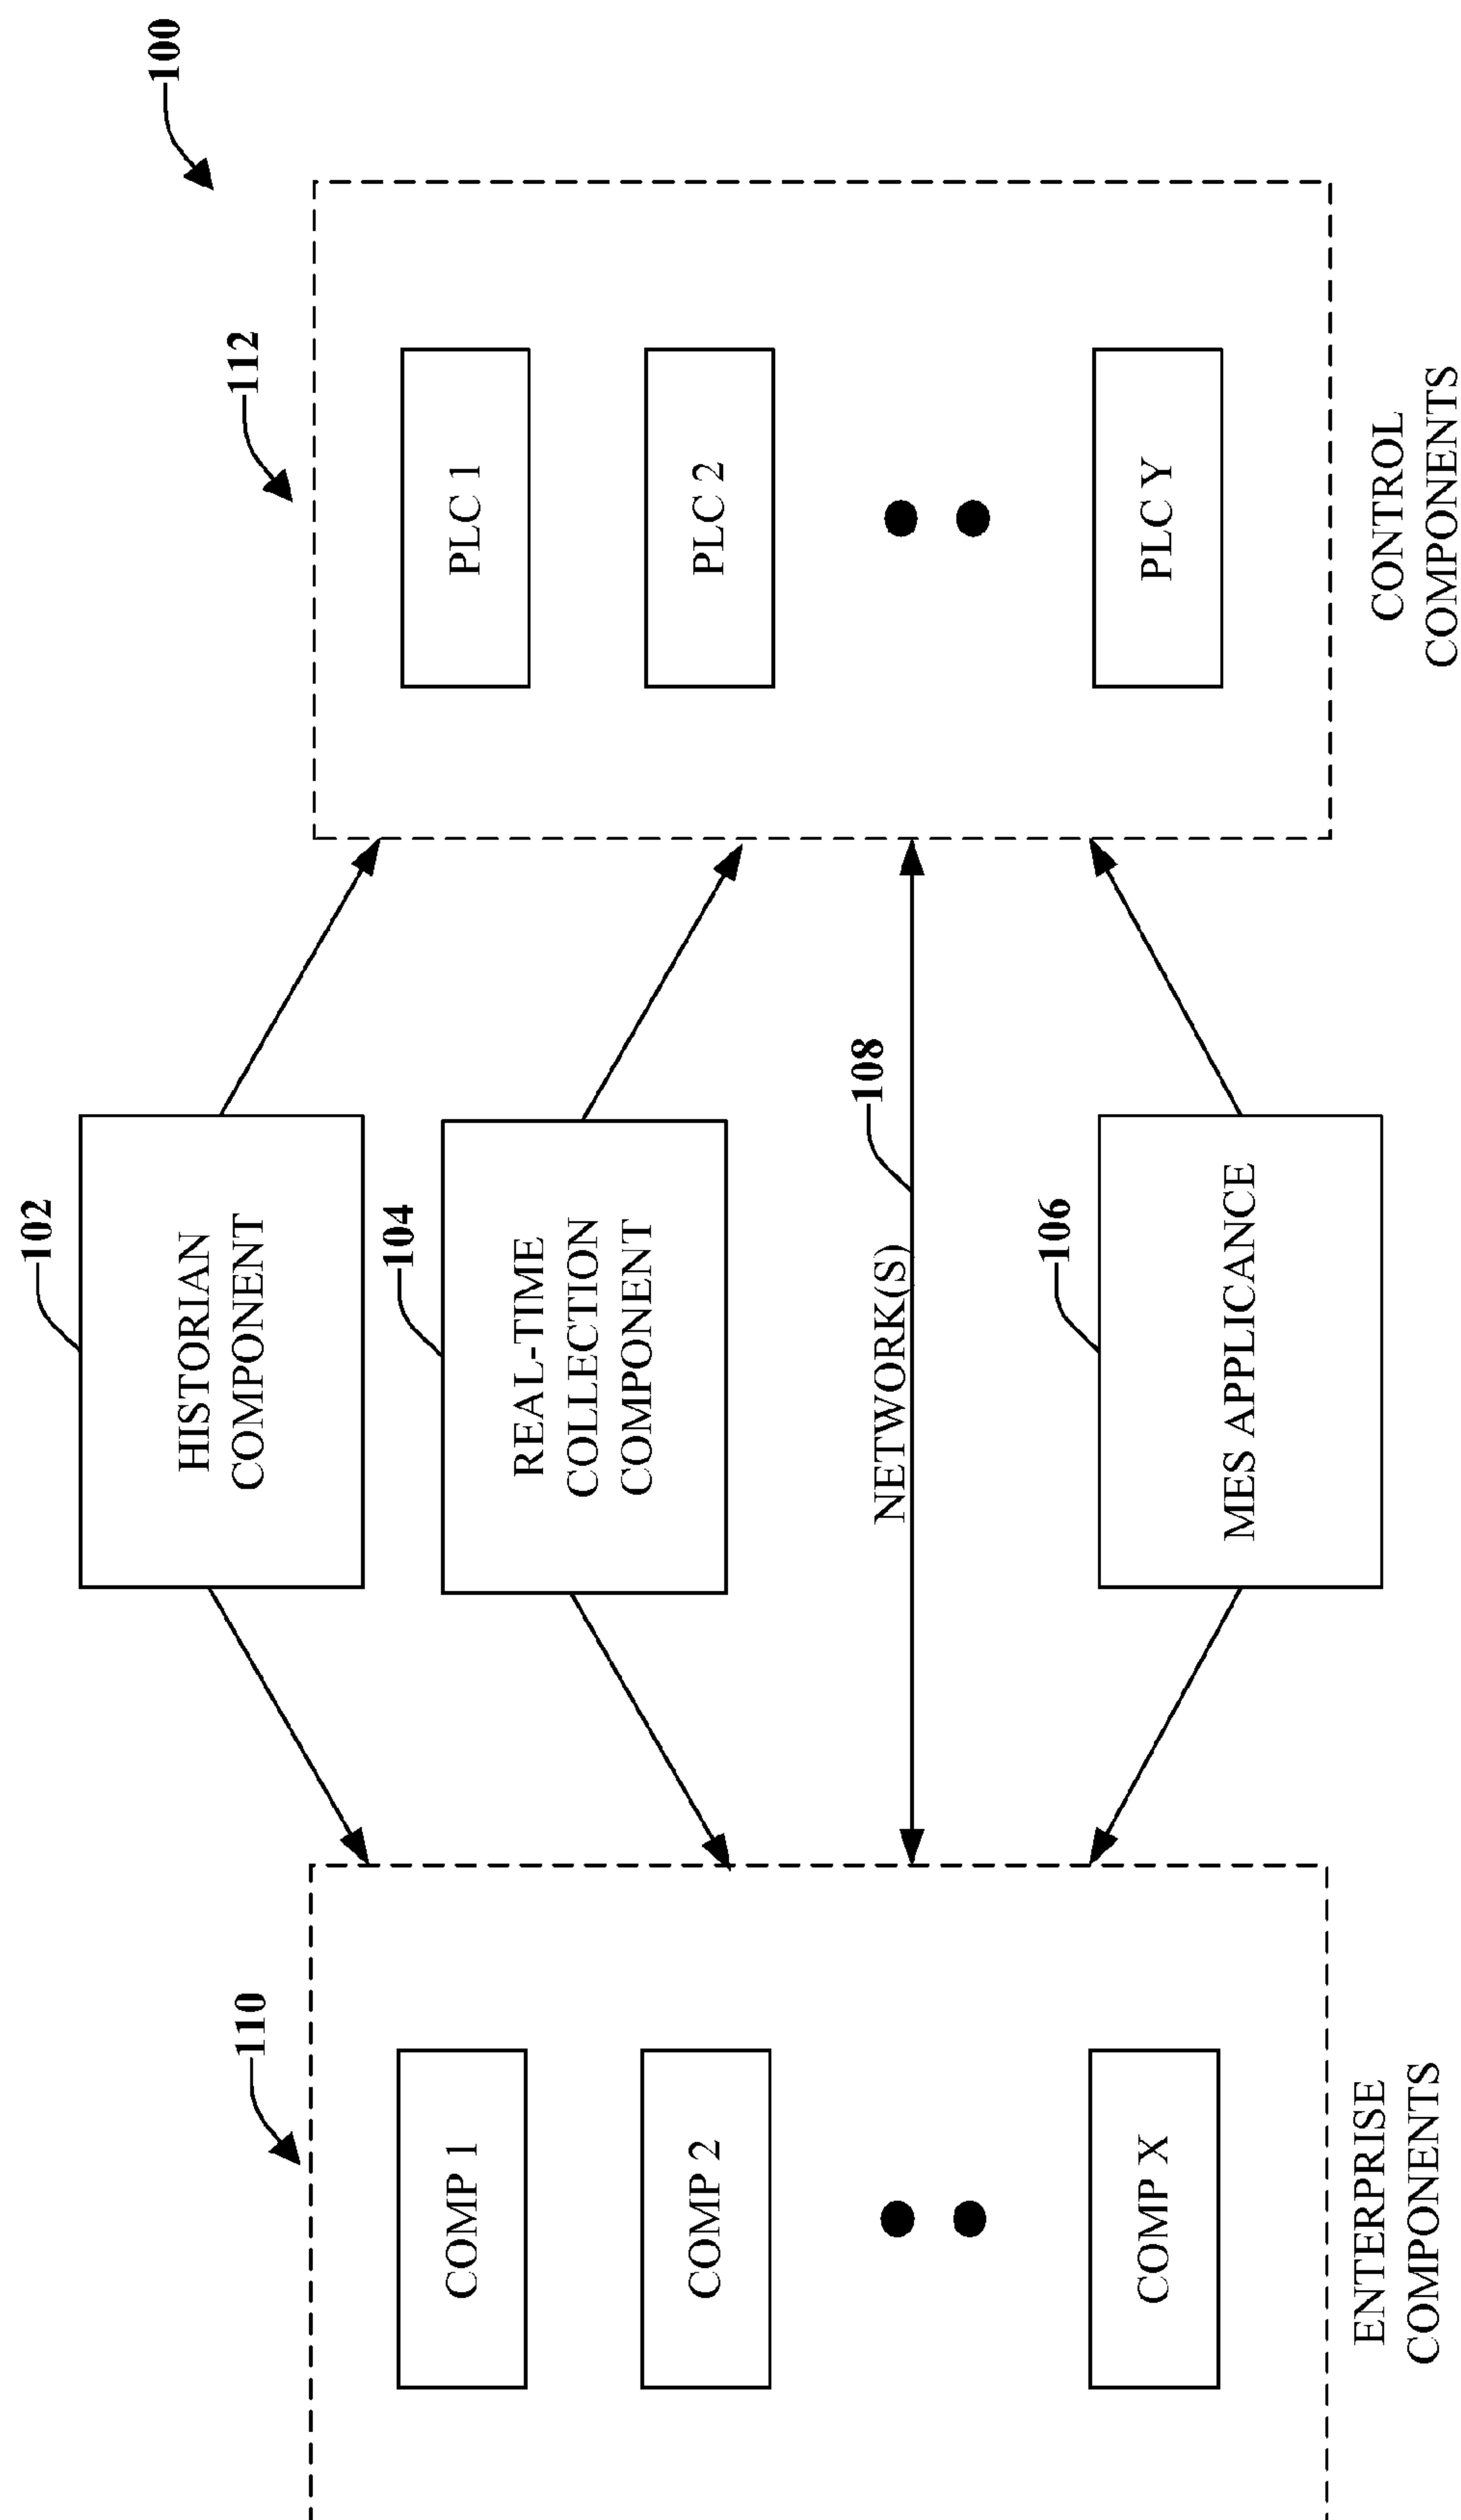 100
102
HISTORIAN
COMPONENT
110
112
104
COMP 1
REAL-TIME
COLLECTION
COMPONENT
PLC 1
COMP 2
PLC 2
108
NETWORK(S)
106
COMP X
MES APPLICANCE
PLC Y
ENTERPRISE
COMPONENTS
CONTROL
COMPONENTS